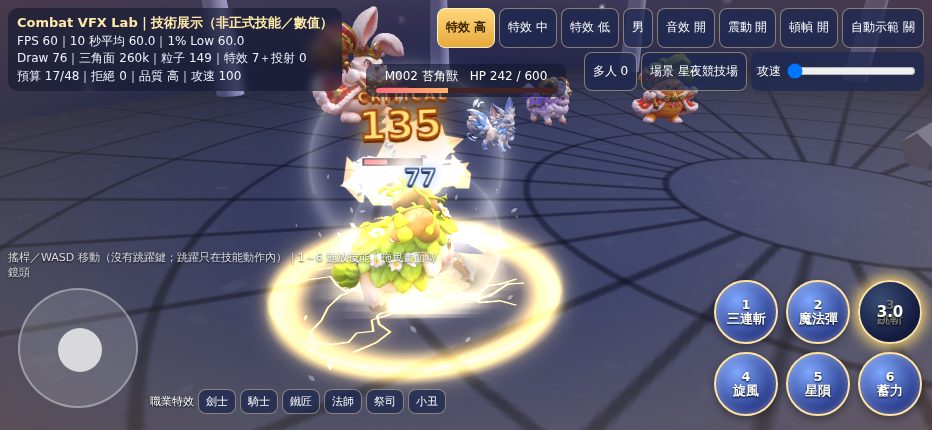 Combat VFX Lab｜技術展示（非正式技能／數值）
FPS 60｜10 秒平均 60.0｜1% Low 60.0
Draw 76｜三角面 260k｜粒子 149｜特效 7＋投射 0
預算 17/48｜拒絕 0｜品質 高｜攻速 100
特效 高
特效 中
特效 低
男
音效 開
震動 開
頓幀 開
自動示範 關
多人 0
場景 星夜競技場
攻速
M002 苔角獸 HP 242 / 600
CRITICAL
135
77
搖桿／WASD 移動（沒有跳躍鍵；跳躍只在技能動作內）｜1～6
鏡頭
1
三連斬
2
魔法彈
3
3.0
4
旋風
5
星隕
6
蓄力
職業特效
劍士
騎士
鐵匠
法師
祭司
小丑